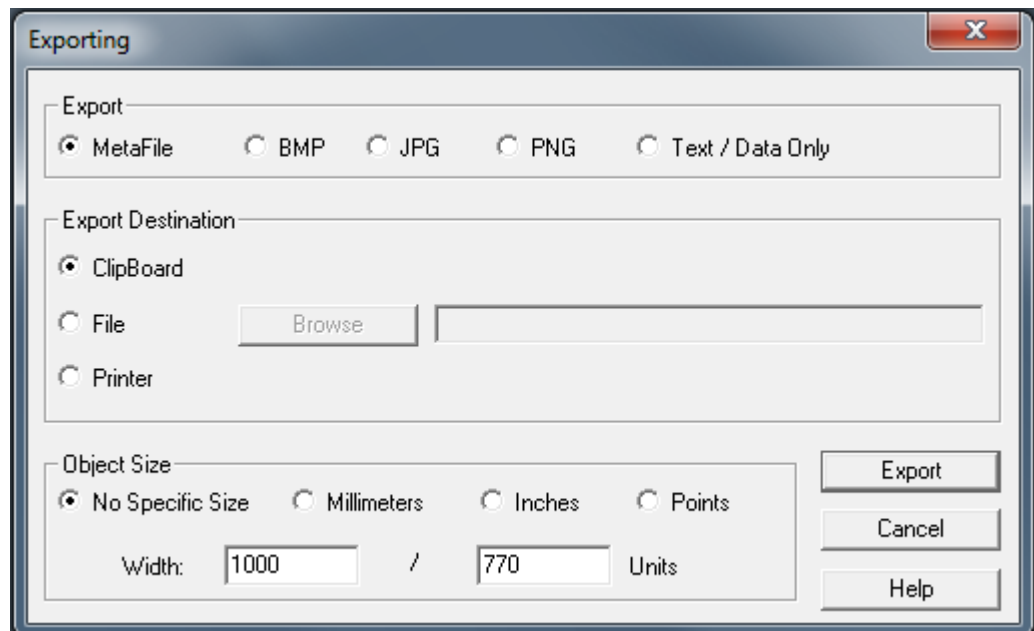 Exporting
Export
MetaFile BMP JPG PNG Text / Data Only
Export Destination
ClipBoard
File Browse
Printer
Object Size
No Specific Size Millimeters Inches Points
Width: 1000 / 770 Units
Export
Cancel
Help